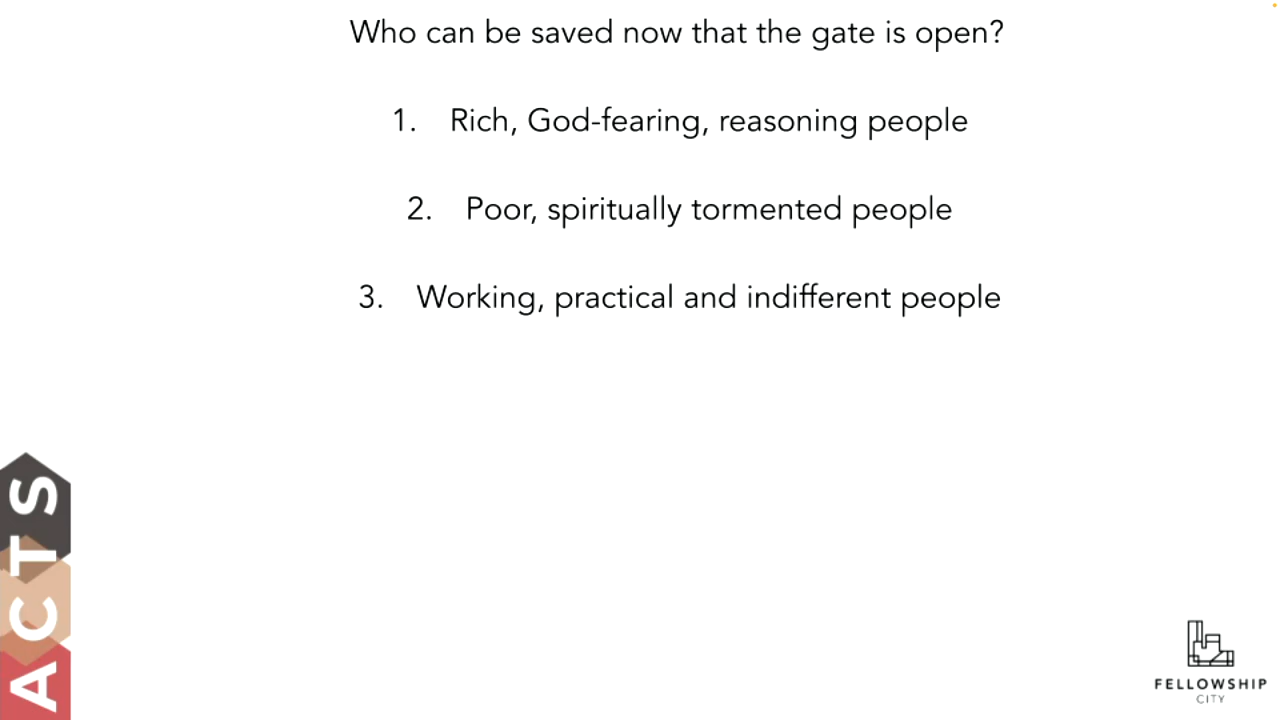 Who can be saved now that the gate is open?
1. Rich, God-fearing, reasoning people
2. Poor, spiritually tormented people
3. Working, practical and indifferent people
ACTS
FELLOWSHIP
CITY